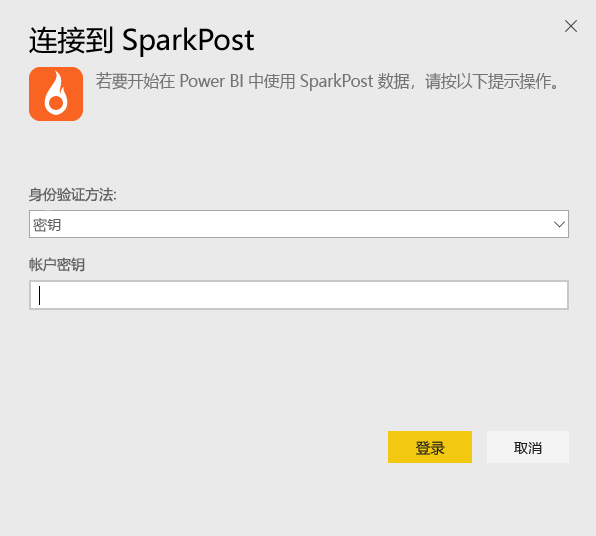 连接到 SparkPost
若要开始在 Power BI 中使用 SparkPost 数据，请按以下提示操作。
身份验证方法:
密钥
帐户密钥
登录
取消